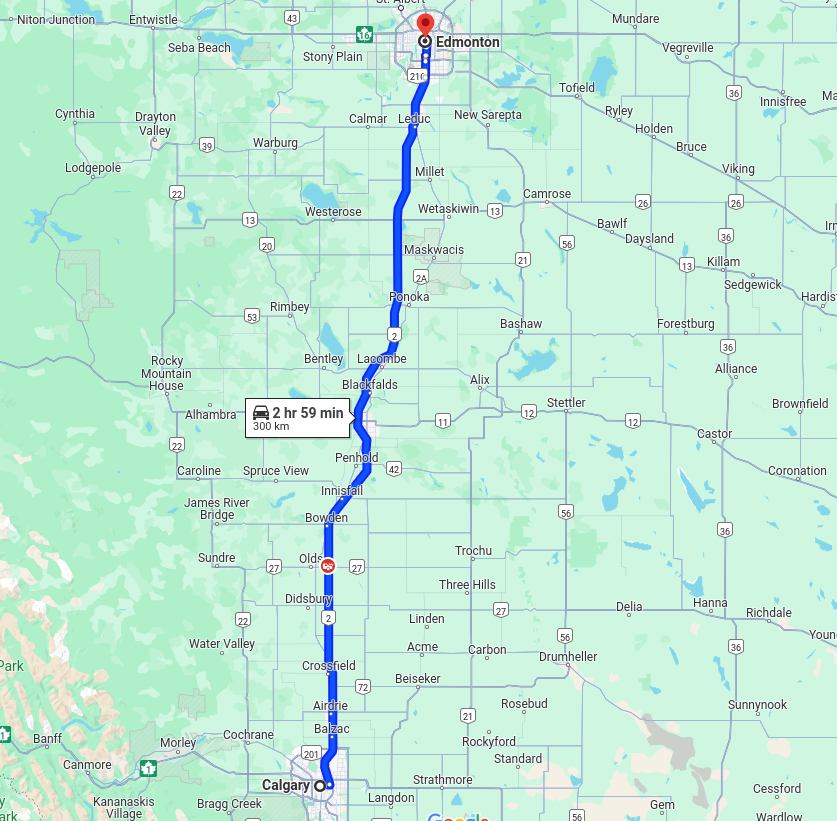 St. Albert
Niton Junction
Entwistle
43
16
Mundare
Seba Beach
Stony Plain
Edmonton
Vegreville
216
Tofield
36
Innisfree
Cynthia
Drayton
Valley
Calmar
Leduc
New Sarepta
Ryley
Holden
39
Warburg
Bruce
Lodgepole
Millet
Viking
22
Westerose
Wetaskiwin
13
Camrose
26
26
13
20
Maskwacis
56
Bawlf
Daysland
36
21
13
Killam
Sedgewick
2A
Ponoka
Rimbey
53
Bashaw
Forestburg
2
36
Rocky
Mountain
House
Bentley
Lacombe
Blackfalds
Alix
Alliance
2 hr 59 min
300 km
Alhambra
11
12
Stettler
12
Brownfield
22
Castor
Penhold
42
Caroline
Spruce View
Coronation
James River
Bridge
Innisfail
Bowden
56
36
Sundre
27
Olds
27
Trochu
Three Hills
Didsbury
27
Delia
Hanna
Richdale
22
2
Linden
Water Valley
Acme
Carbon
56
Drumheller
36
Park
Crossfield
Beiseker
72
Airdrie
21
Rosebud
Sunnynook
1
Banff
Cochrane
Balzac
Rockyford
Morley
201
Standard
Canmore
1
Calgary
Strathmore
Cessford
Kananaskis
Village
Bragg Creek
Langdon
Gem
Wardlow
56
Google